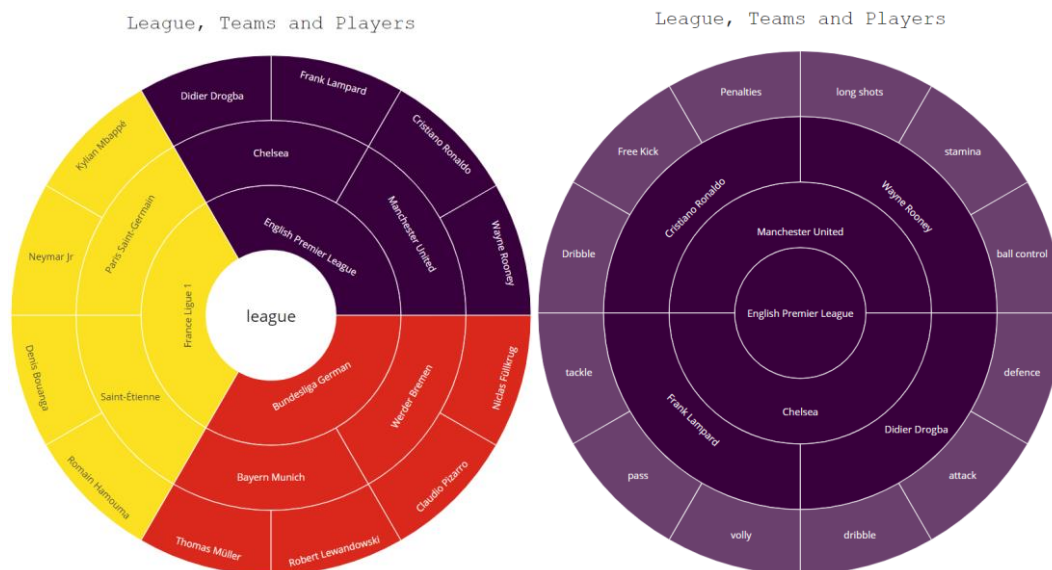 League, Teams and Players
Didier Drogba
Frank Lampard
Cristiano Ronaldo
Wayne Rooney
Chelsea
Manchester United
English Premier League
Kylian Mbappé
Neymar Jr
Paris Saint-Germain
France Ligue 1
league
Denis Bouanga
Saint-Étienne
Romain Hamouma
Bundesliga German
Werder Bremen
Niclas Füllkrug
Bayern Munich
Claudio Pizarro
Thomas Müller
Robert Lewandowski
League, Teams and Players
Penalties
long shots
Free Kick
stamina
Cristiano Ronaldo
Wayne Rooney
Dribble
Manchester United
ball control
English Premier League
tackle
defence
Frank Lampard
Chelsea
Didier Drogba
pass
attack
volly
dribble